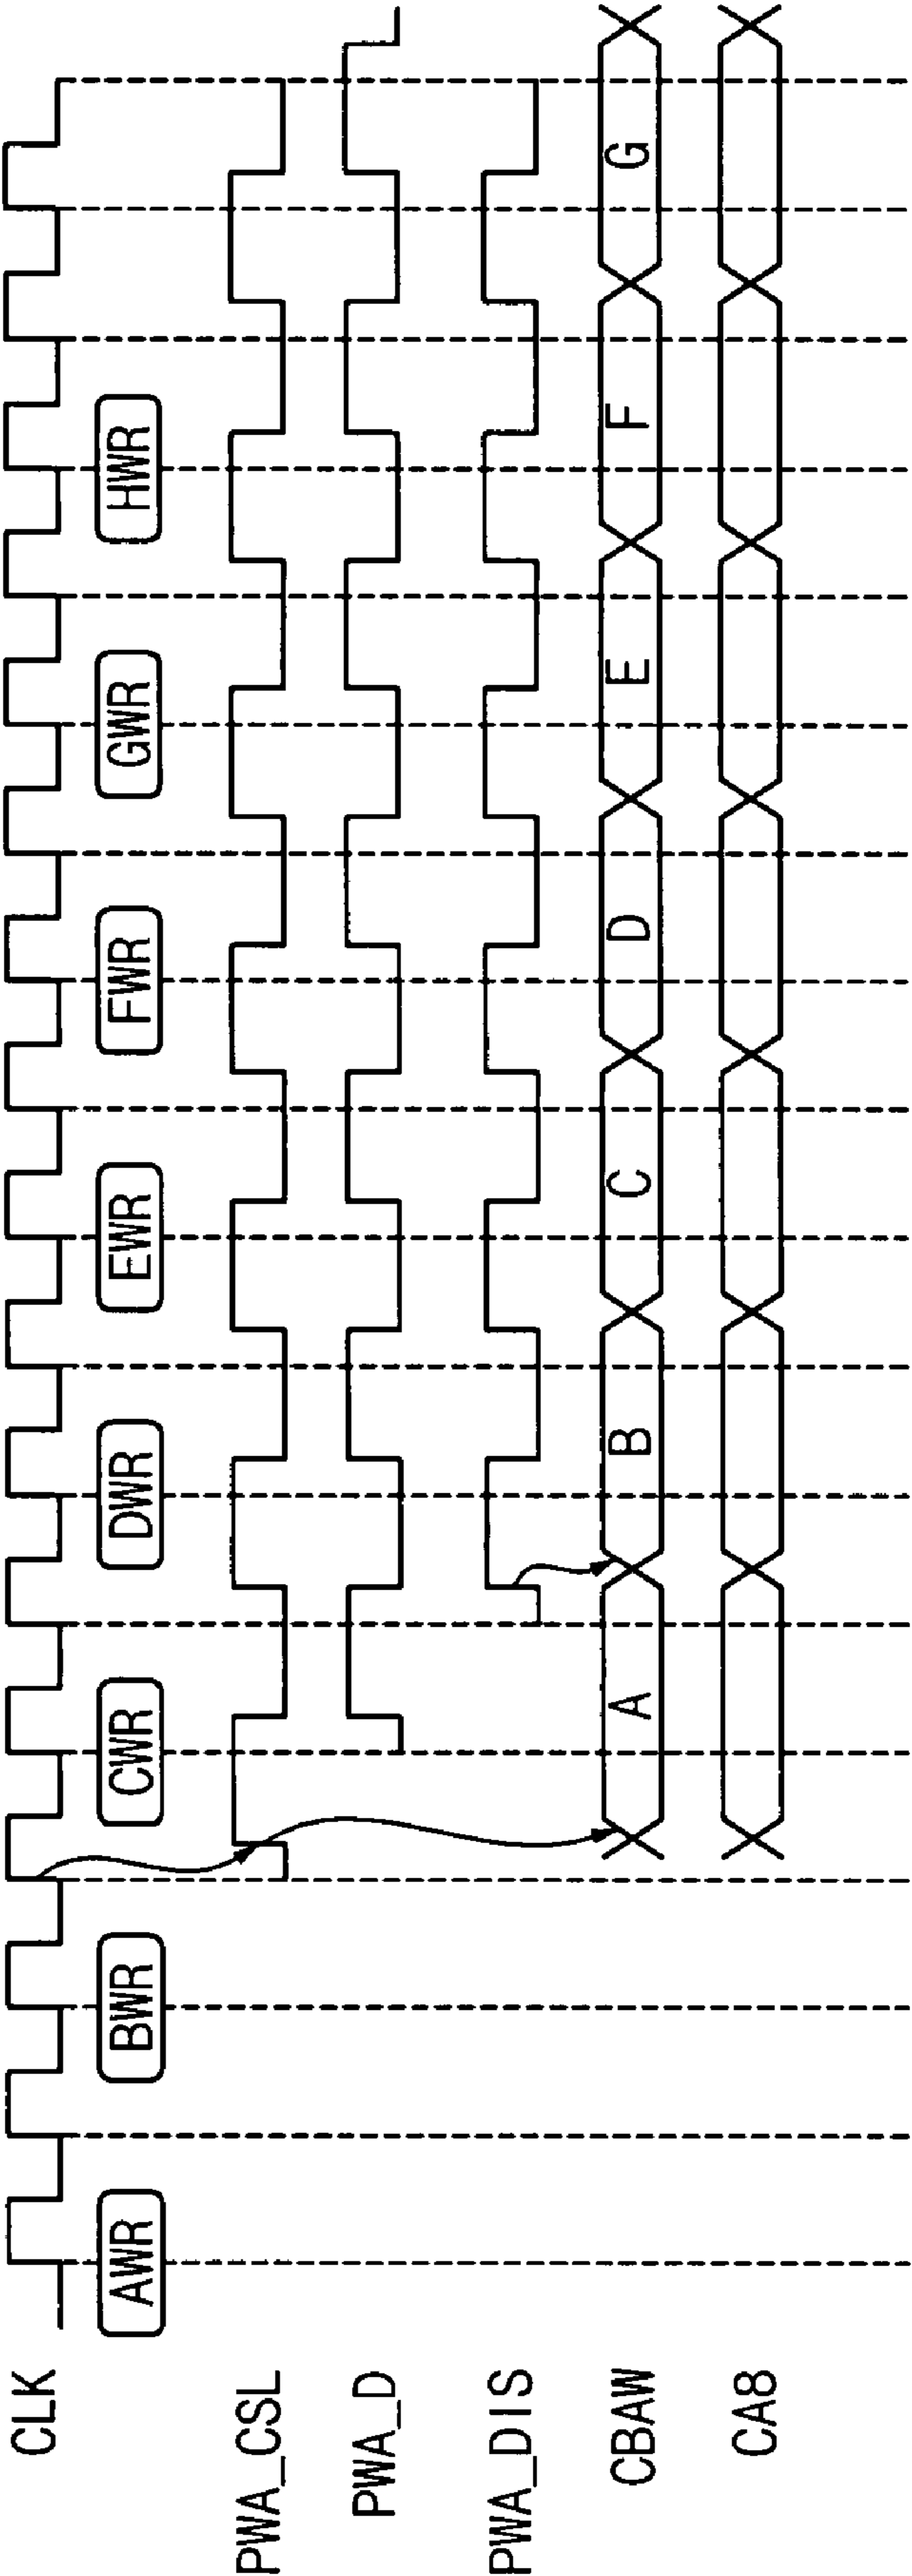 CLK
AWR BWR CWR DWR EWR FWR GWR HWR
PWA_CSL
PWA_D
PWA_DIS
CBAW A B C D E F G
CA8